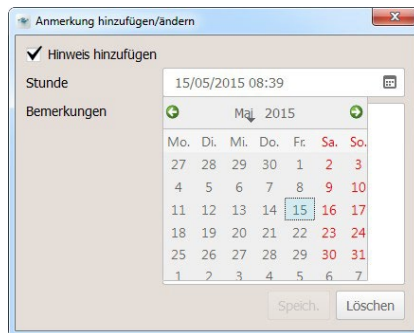 Anmerkung hinzufügen/ändern
Hinweis hinzufügen
Stunde
15/05/2015 08:39
Bemerkungen
Mai 2015
Mo. Di. Mi. Do. Fr. Sa. So.
27 28 29 30 1 2 3
4 5 6 7 8 9 10
11 12 13 14 15 16 17
18 19 20 21 22 23 24
25 26 27 28 29 30 31
1 2 3 4 5 6 7
Speich. Löschen